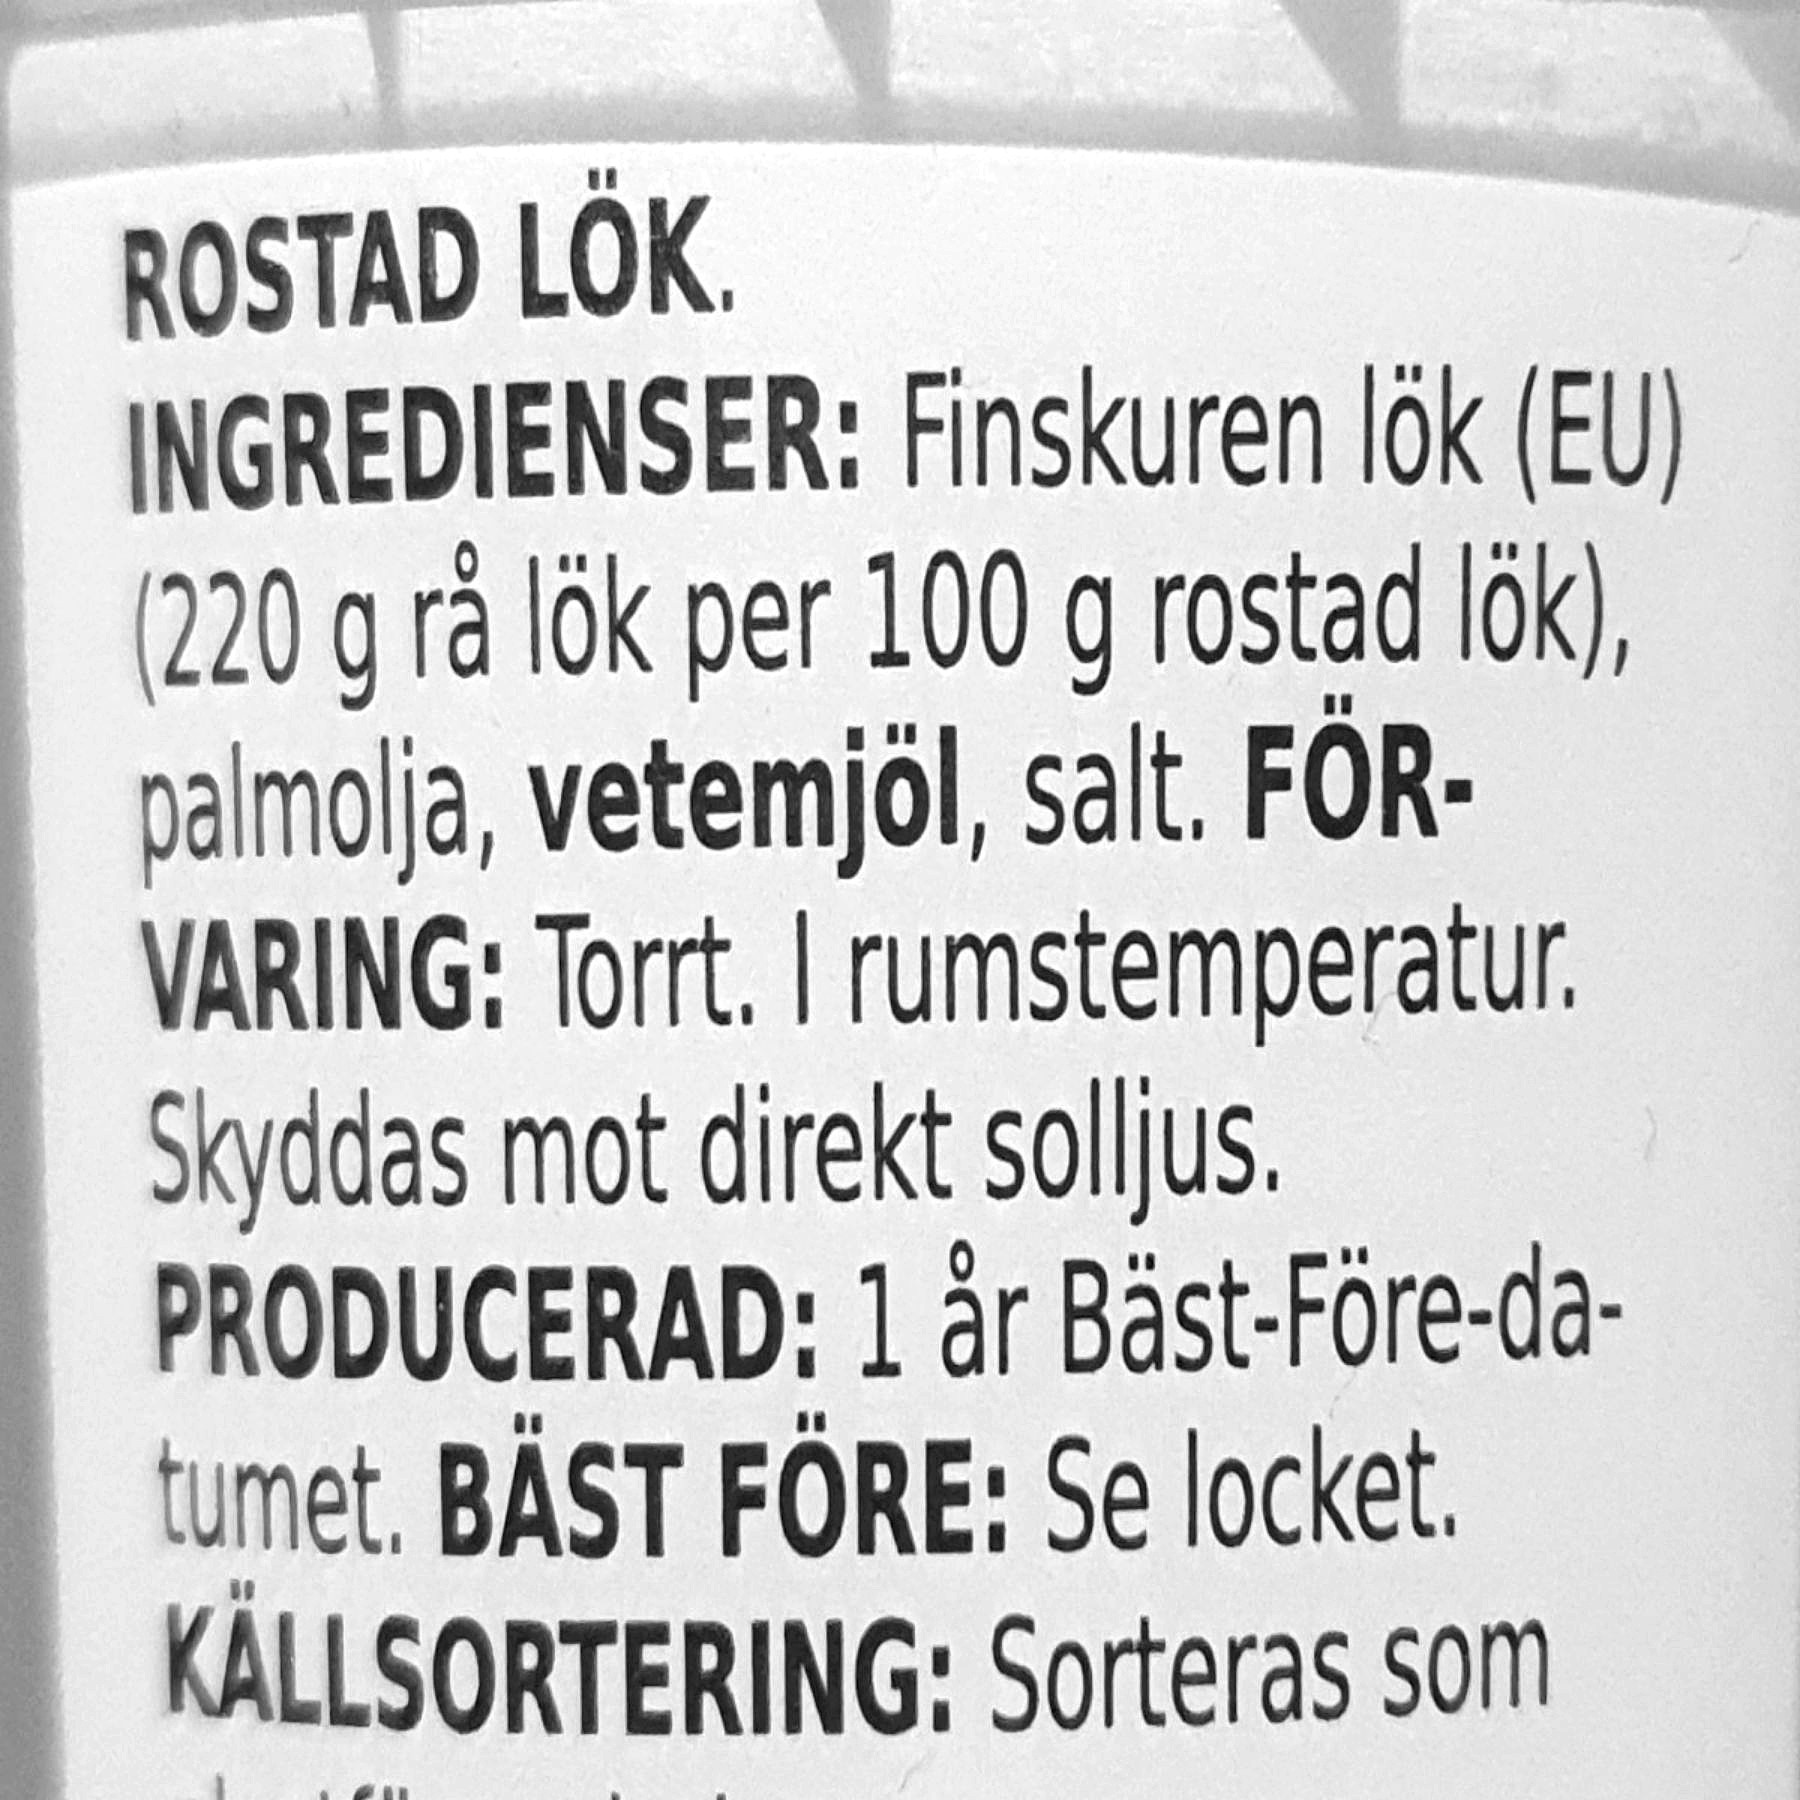 ROSTAD LÖK.
INGREDIENSER: Finskuren lök (EU)
(220 g rå lök per 100 g rostad lök),
palmolja, vetemjöl, salt. FÖR-
VARING: Torrt. I rumstemperatur.
Skyddas mot direkt solljus.
PRODUCERAD: 1 år Bäst-Före-da-
tumet. BÄST FÖRE: Se locket.
KÄLLSORTERING: Sorteras som